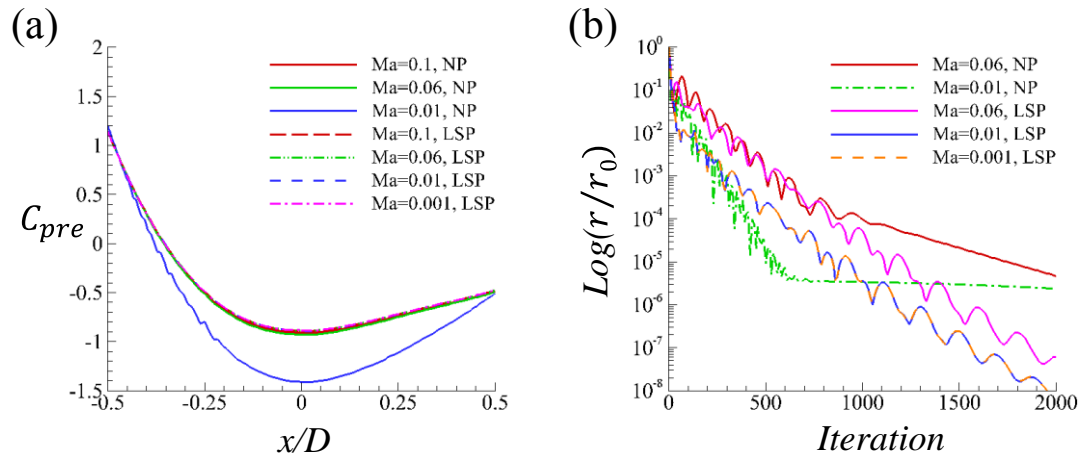 (a)
2
1.5
1
0.5
0
-0.5
-1
-1.5
C_pre
-0.5
-0.25
0
0.25
0.5
x/D
Ma=0.1, NP
Ma=0.06, NP
Ma=0.01, NP
Ma=0.1, LSP
Ma=0.06, LSP
Ma=0.01, LSP
Ma=0.001, LSP
(b)
10^0
10^-1
10^-2
10^-3
10^-4
10^-5
10^-6
10^-7
10^-8
Log(r/r_0)
0
500
1000
1500
2000
Iteration
Ma=0.06, NP
Ma=0.01, NP
Ma=0.06, LSP
Ma=0.01, LSP
Ma=0.001, LSP